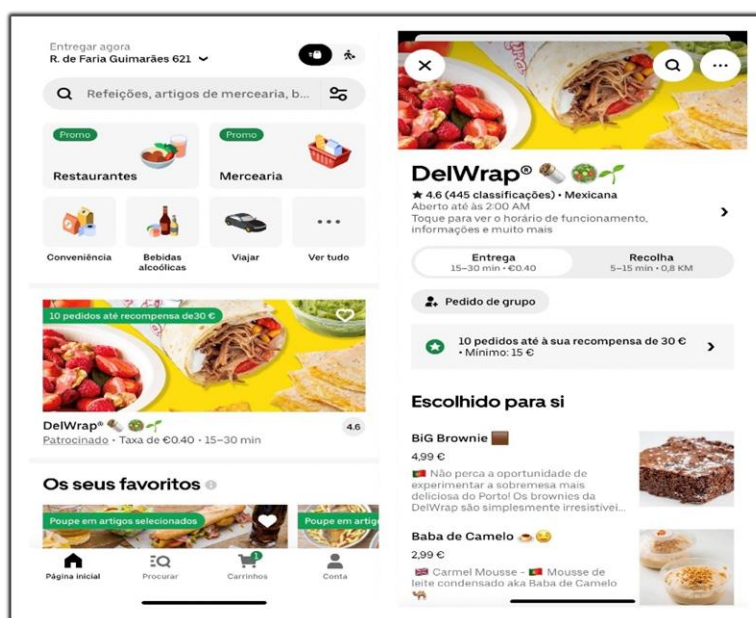 Entregar agora
R. de Faria Guimarães 621
Refeições, artigos de mercearia, b...
Promo
Restaurantes
Promo
Mercearia
Conveniência
Bebidas
alcoólicas
Viajar
Ver tudo
10 pedidos até recompensa de30 €
DelWrap®
4.6
Patrocinado • Taxa de €0.40 • 15–30 min
Os seus favoritos
Poupe em artigos selecionados
Poupe em artig
Página inicial
Procurar
1
Carrinhos
Conta
DelWrap®
★ 4.6 (445 classificações) • Mexicana
Aberto até às 2:00 AM
Toque para ver o horário de funcionamento,
informações e muito mais
Entrega
15–30 min • €0.40
Recolha
5–15 min • 0,8 KM
Pedido de grupo
10 pedidos até à sua recompensa de 30 €
• Mínimo: 15 €
Escolhido para si
BiG Brownie
4,99 €
🇵🇹 Não perca a oportunidade de
experimentar a sobremesa mais
deliciosa do Porto! Os brownies da
DelWrap são simplesmente irresistívei...
Baba de Camelo
2,99 €
🇬🇧 Carmel Mousse - 🇵🇹 Mousse de
leite condensado aka Baba de Camelo